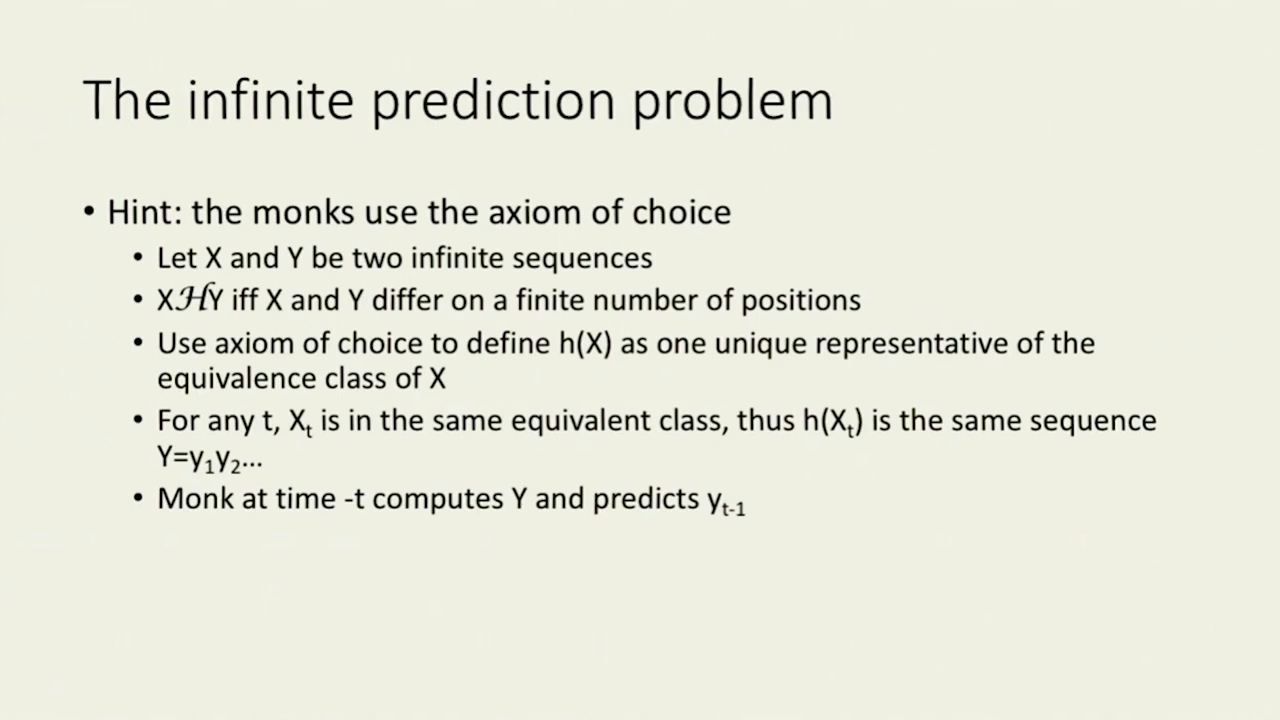 The infinite prediction problem
• Hint: the monks use the axiom of choice
• Let X and Y be two infinite sequences
• XℋY iff X and Y differ on a finite number of positions
• Use axiom of choice to define h(X) as one unique representative of the
equivalence class of X
• For any t, Xₜ is in the same equivalent class, thus h(Xₜ) is the same sequence
Y=y₁y₂...
• Monk at time -t computes Y and predicts yₜ₋₁